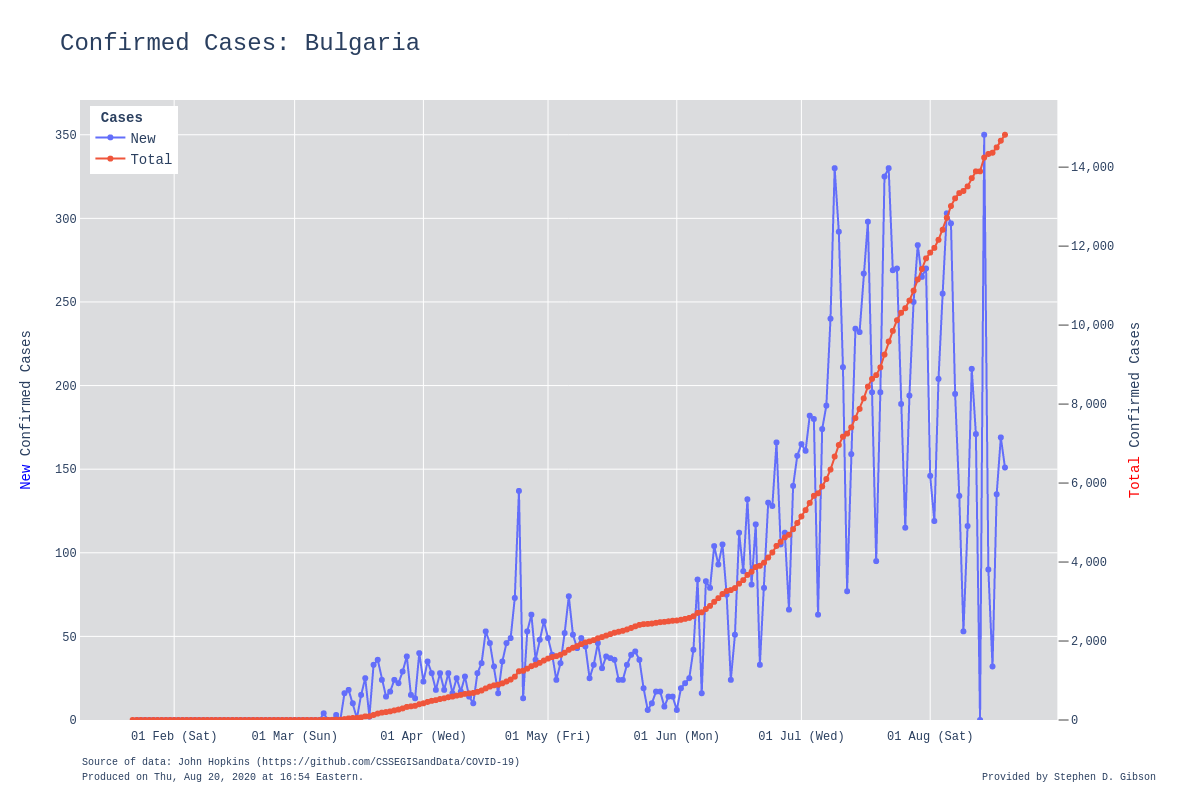 Confirmed Cases: Bulgaria
Cases
New
Total
350
300
250
200
150
100
50
0
14,000
12,000
10,000
8,000
6,000
4,000
2,000
0
New Confirmed Cases
Total Confirmed Cases
01 Feb (Sat)
01 Mar (Sun)
01 Apr (Wed)
01 May (Fri)
01 Jun (Mon)
01 Jul (Wed)
01 Aug (Sat)
Source of data: John Hopkins (https://github.com/CSSEGISandData/COVID-19)
Produced on Thu, Aug 20, 2020 at 16:54 Eastern.
Provided by Stephen D. Gibson